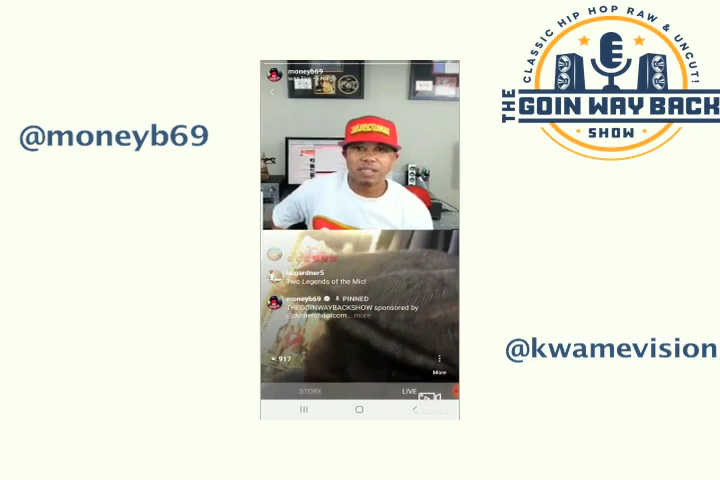 @moneyb69
CLASSIC HIP HOP RAW & UNCUT!
THE
GOIN WAY BACK
SHOW
@kwamevision
moneyb69
moneyb69 PINNED
Two Legends of the Mic!
THEGOINWAYBACKSHOW sponsored by
more
917
More
STORY
LIVE